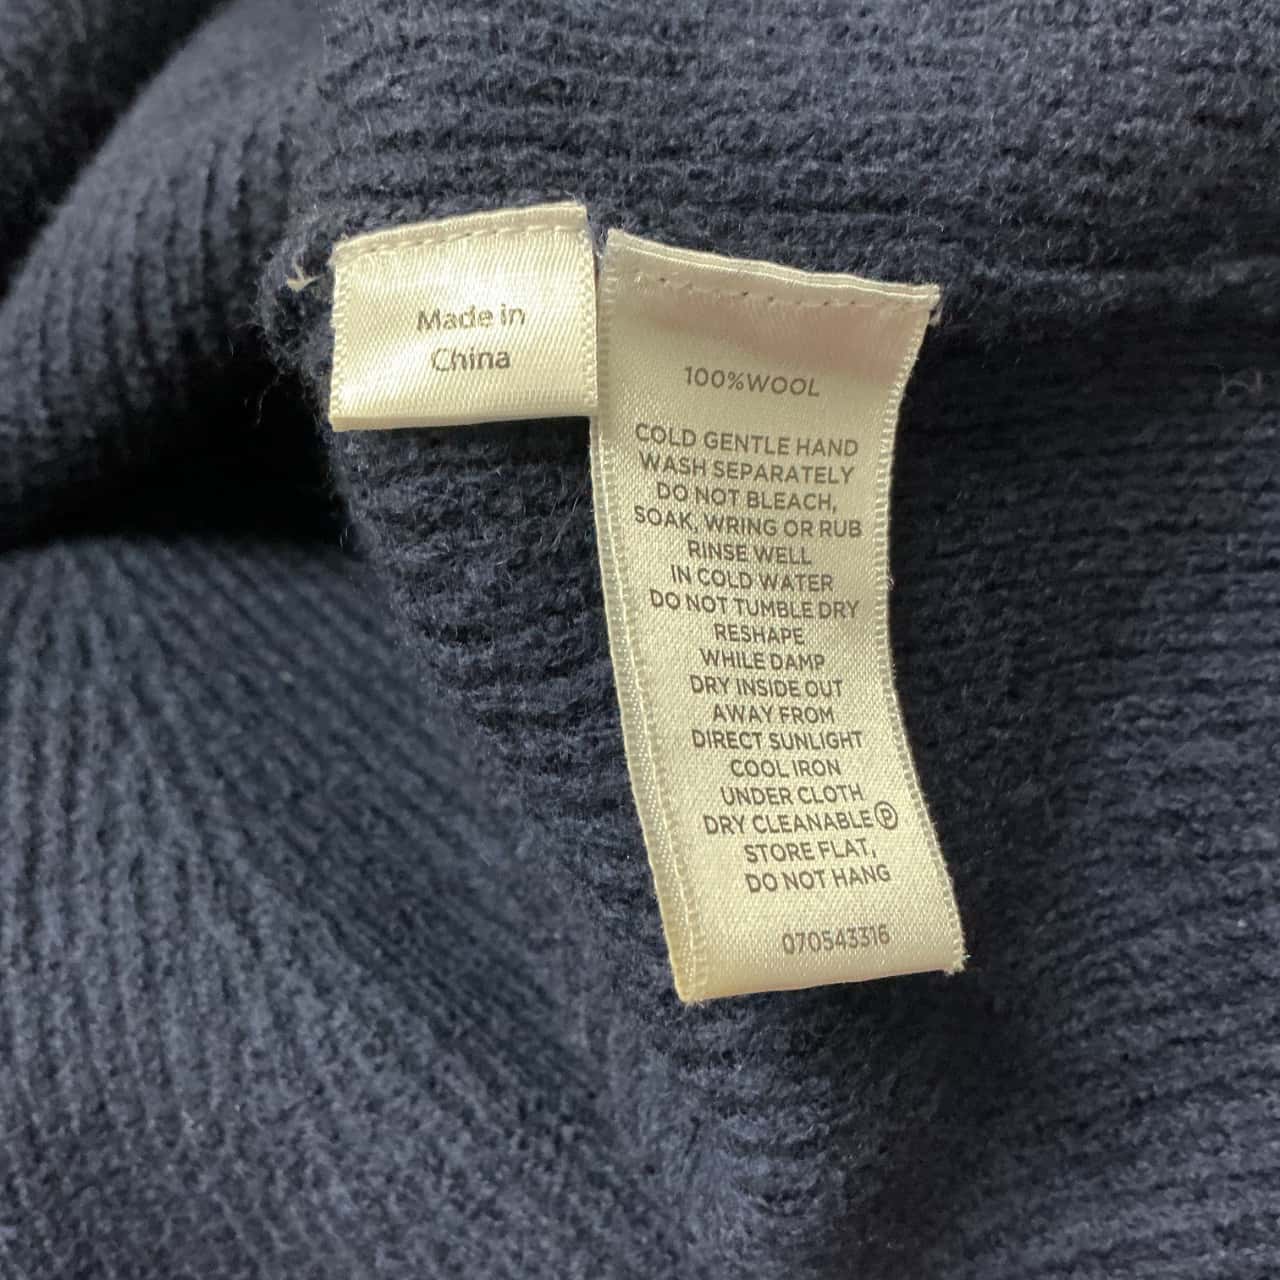 Made in
China
100%WOOL
COLD GENTLE HAND
WASH SEPARATELY
DO NOT BLEACH,
SOAK, WRING OR RUB
RINSE WELL
IN COLD WATER
DO NOT TUMBLE DRY
RESHAPE
WHILE DAMP
DRY INSIDE OUT
AWAY FROM
DIRECT SUNLIGHT
COOL IRON
UNDER CLOTH
DRY CLEANABLE Ⓟ
STORE FLAT,
DO NOT HANG
070543316